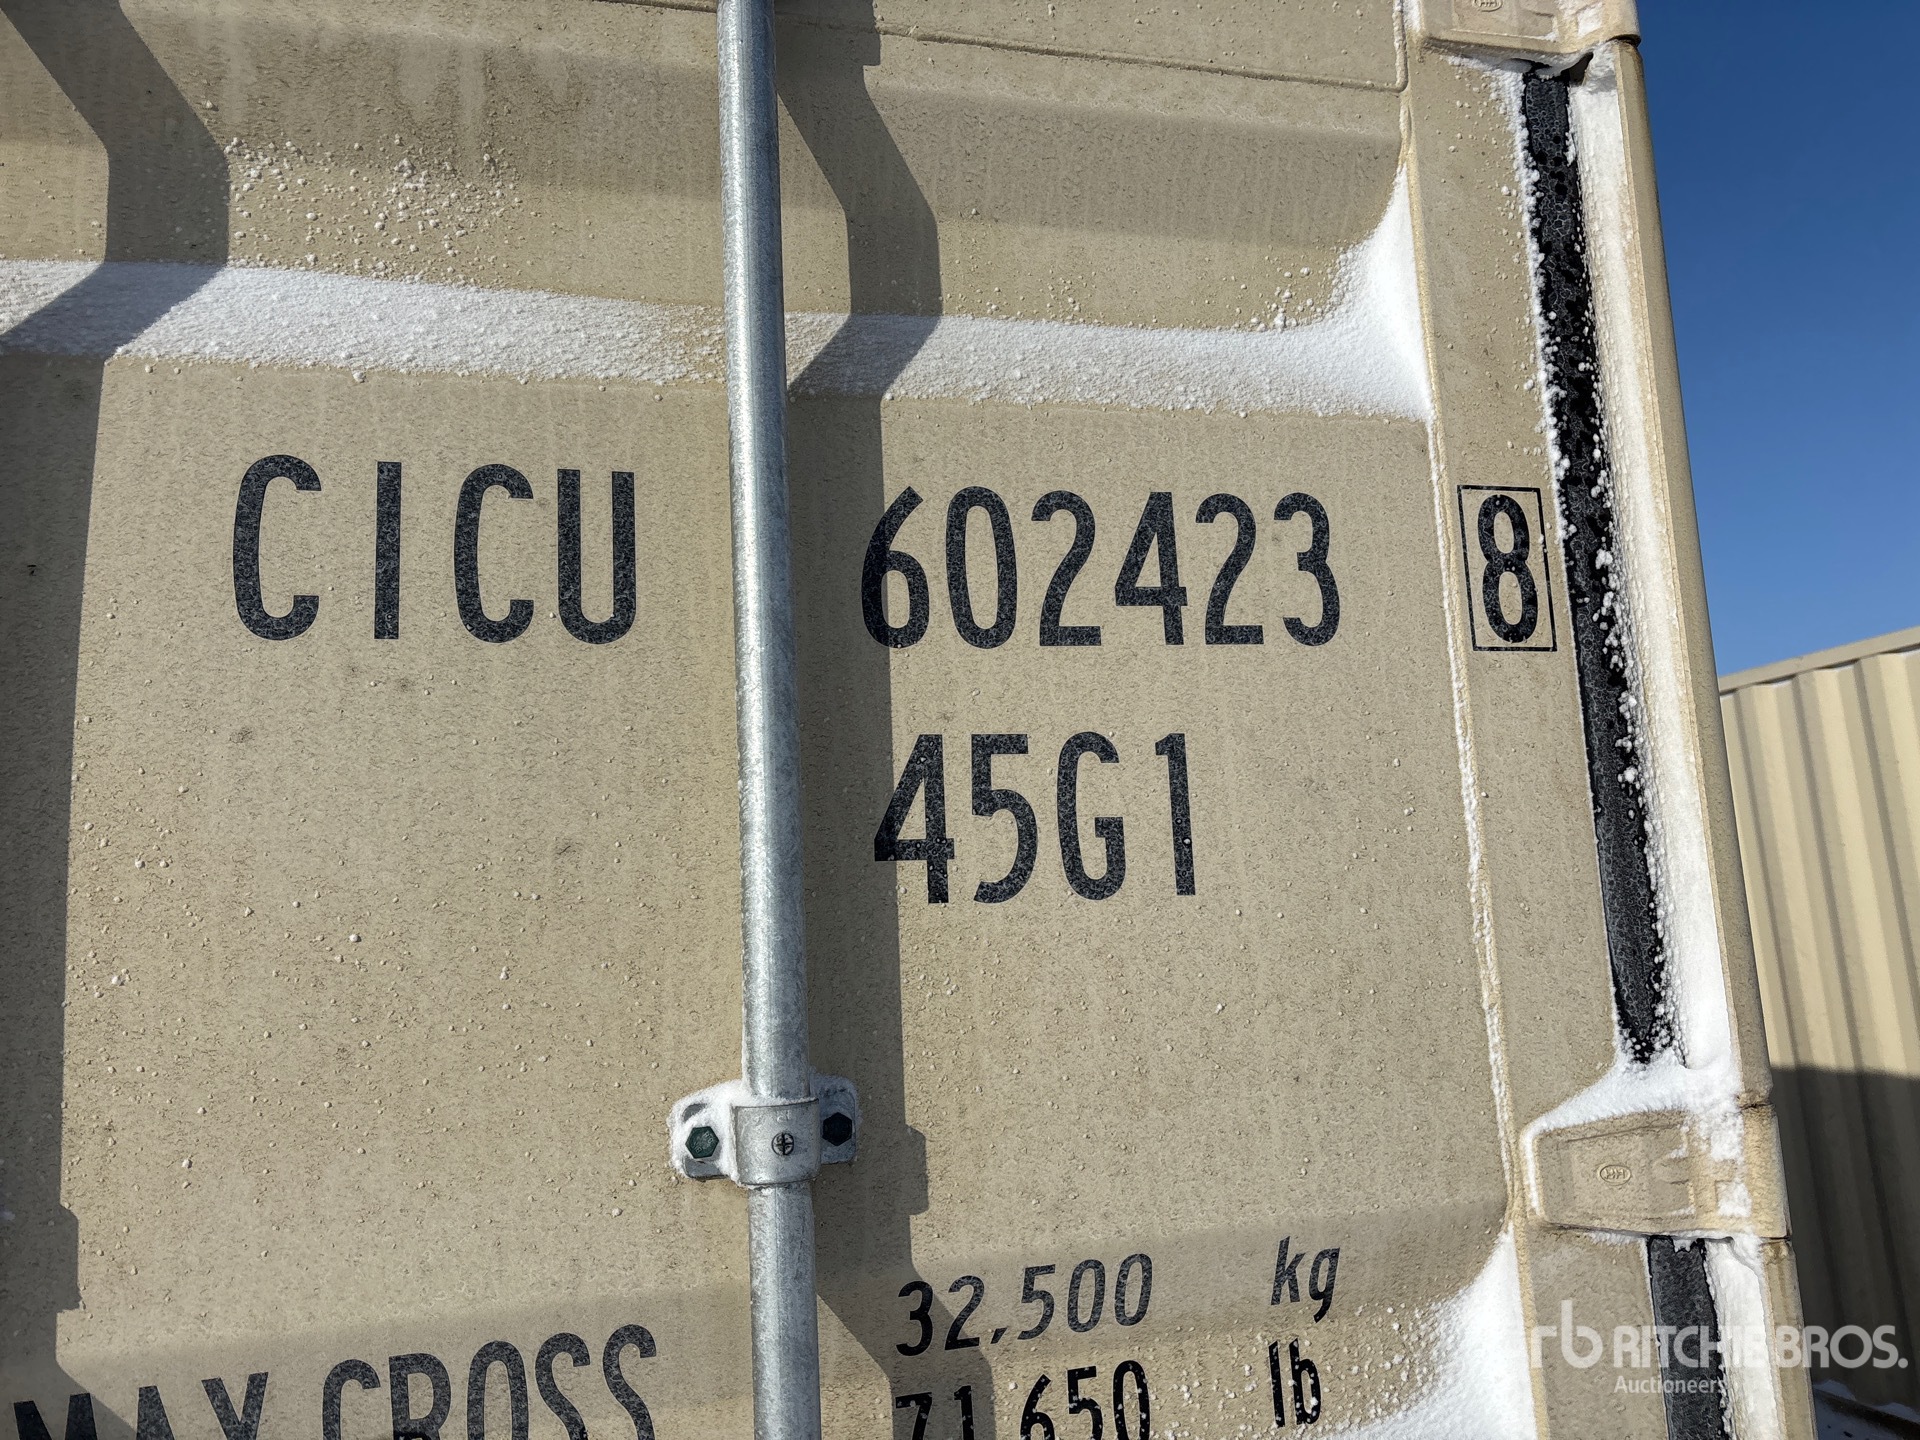 CICU 602423 8
45G1
32,500 kg
MAX GROSS 71,650 lb
rb RITCHIE BROS.
Auctioneers